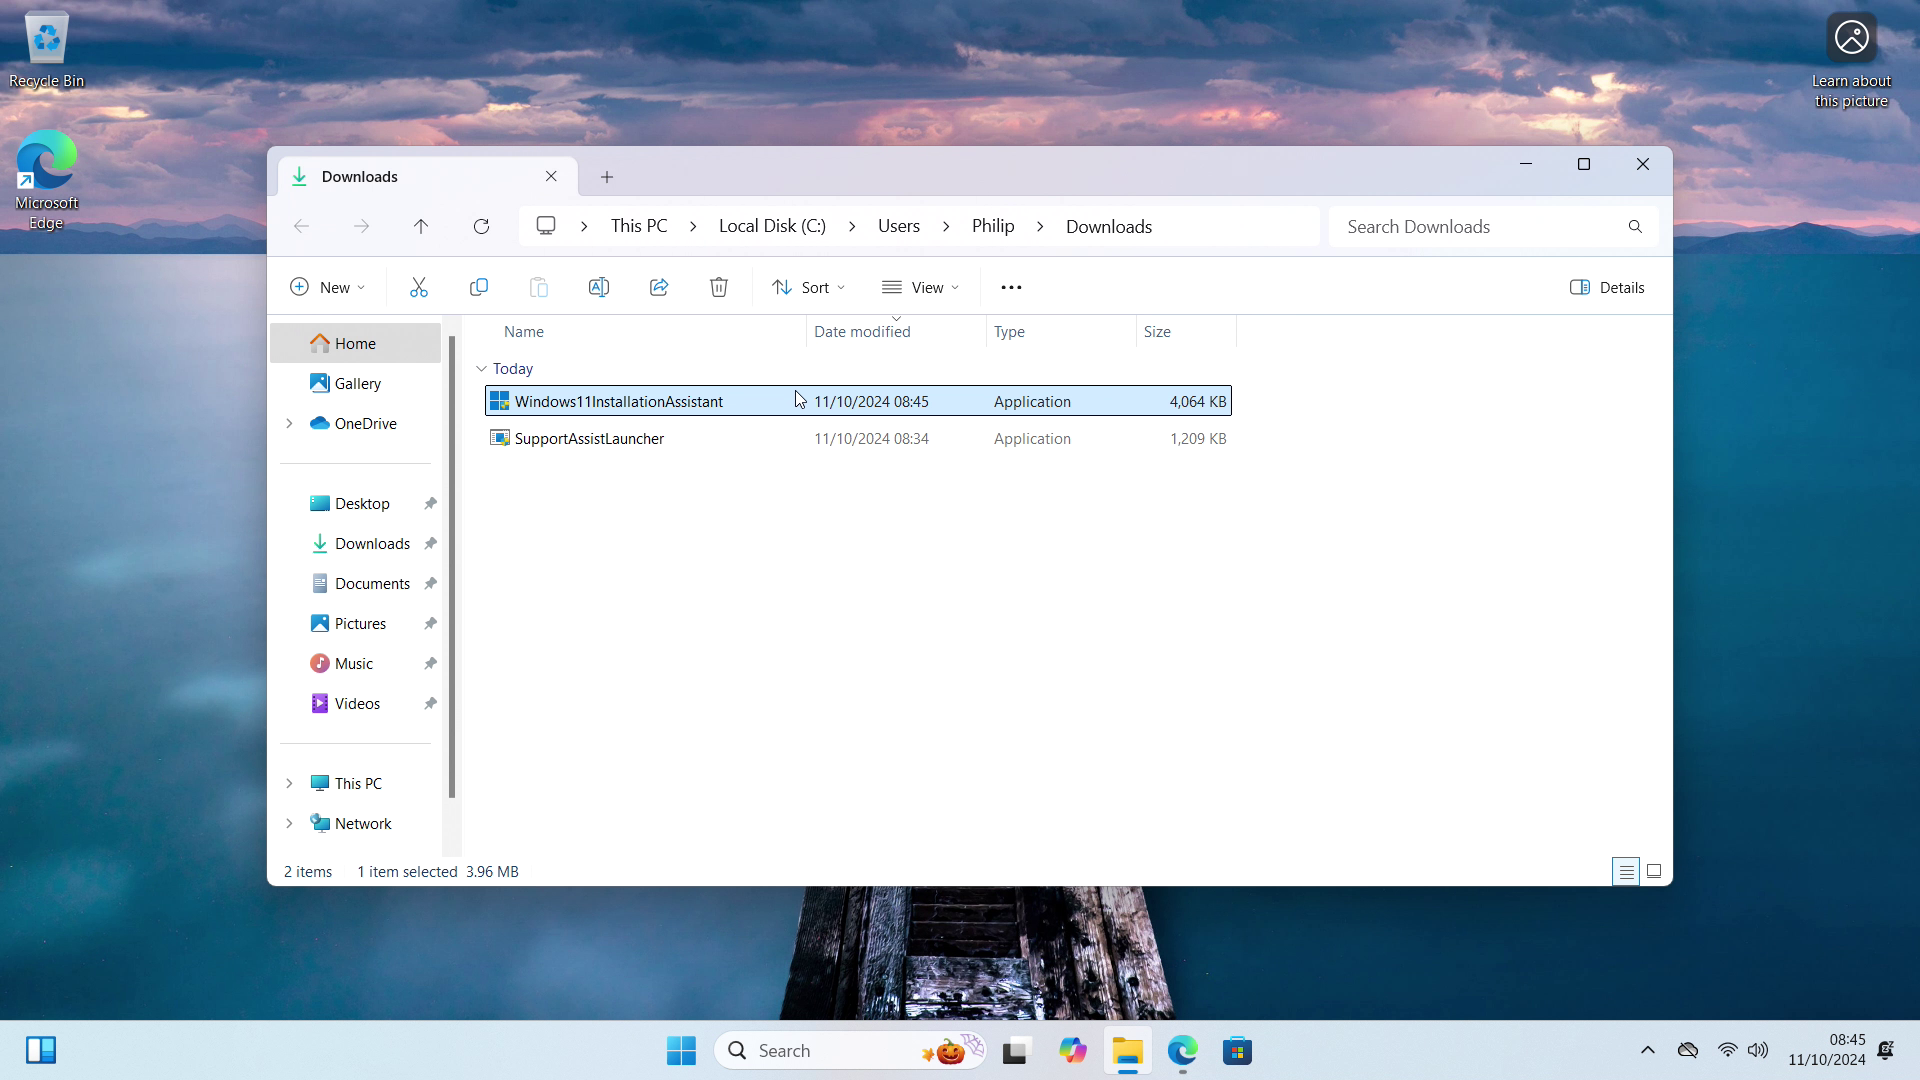 Recycle Bin
Microsoft
Edge
Learn about
this picture
Downloads
This PC
Local Disk (C:)
Users
Philip
Downloads
Search Downloads
New
Sort
View
Details
Name
Date modified
Type
Size
Today
Windows11InstallationAssistant
11/10/2024 08:45
Application
4,064 KB
SupportAssistLauncher
11/10/2024 08:34
Application
1,209 KB
Home
Gallery
OneDrive
Desktop
Downloads
Documents
Pictures
Music
Videos
This PC
Network
2 items
1 item selected 3.96 MB
Search
08:45
11/10/2024